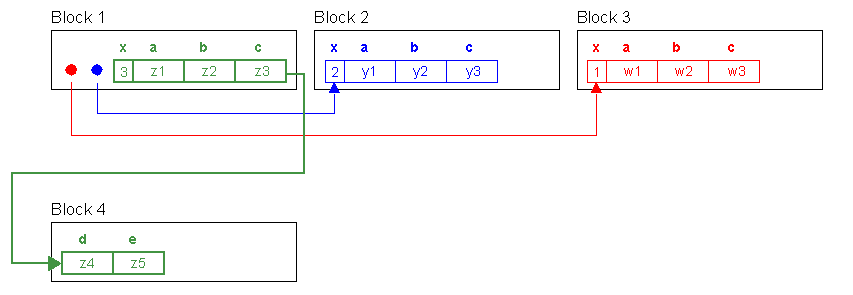 Block 1
x a b c
3 z1 z2 z3
Block 2
x a b c
2 y1 y2 y3
Block 3
x a b c
1 w1 w2 w3
Block 4
d e
z4 z5